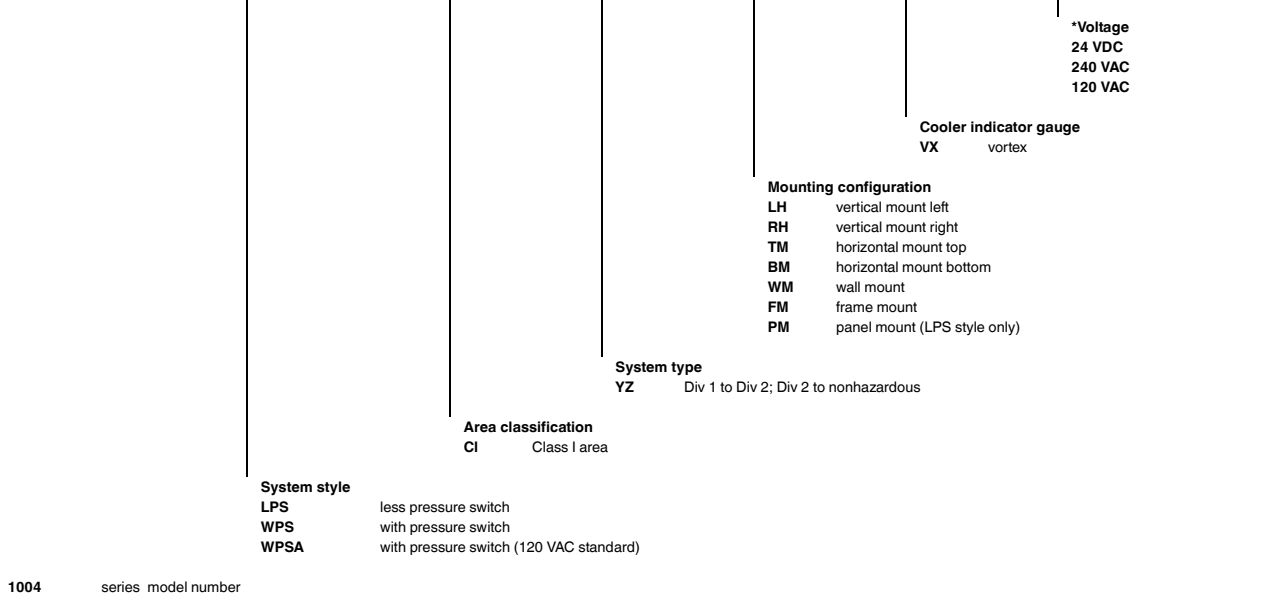 *Voltage
24 VDC
240 VAC
120 VAC
Cooler indicator gauge
VX vortex
Mounting configuration
LH vertical mount left
RH vertical mount right
TM horizontal mount top
BM horizontal mount bottom
WM wall mount
FM frame mount
PM panel mount (LPS style only)
System type
YZ Div 1 to Div 2; Div 2 to nonhazardous
Area classification
CI Class I area
System style
LPS less pressure switch
WPS with pressure switch
WPSA with pressure switch (120 VAC standard)
1004 series model number